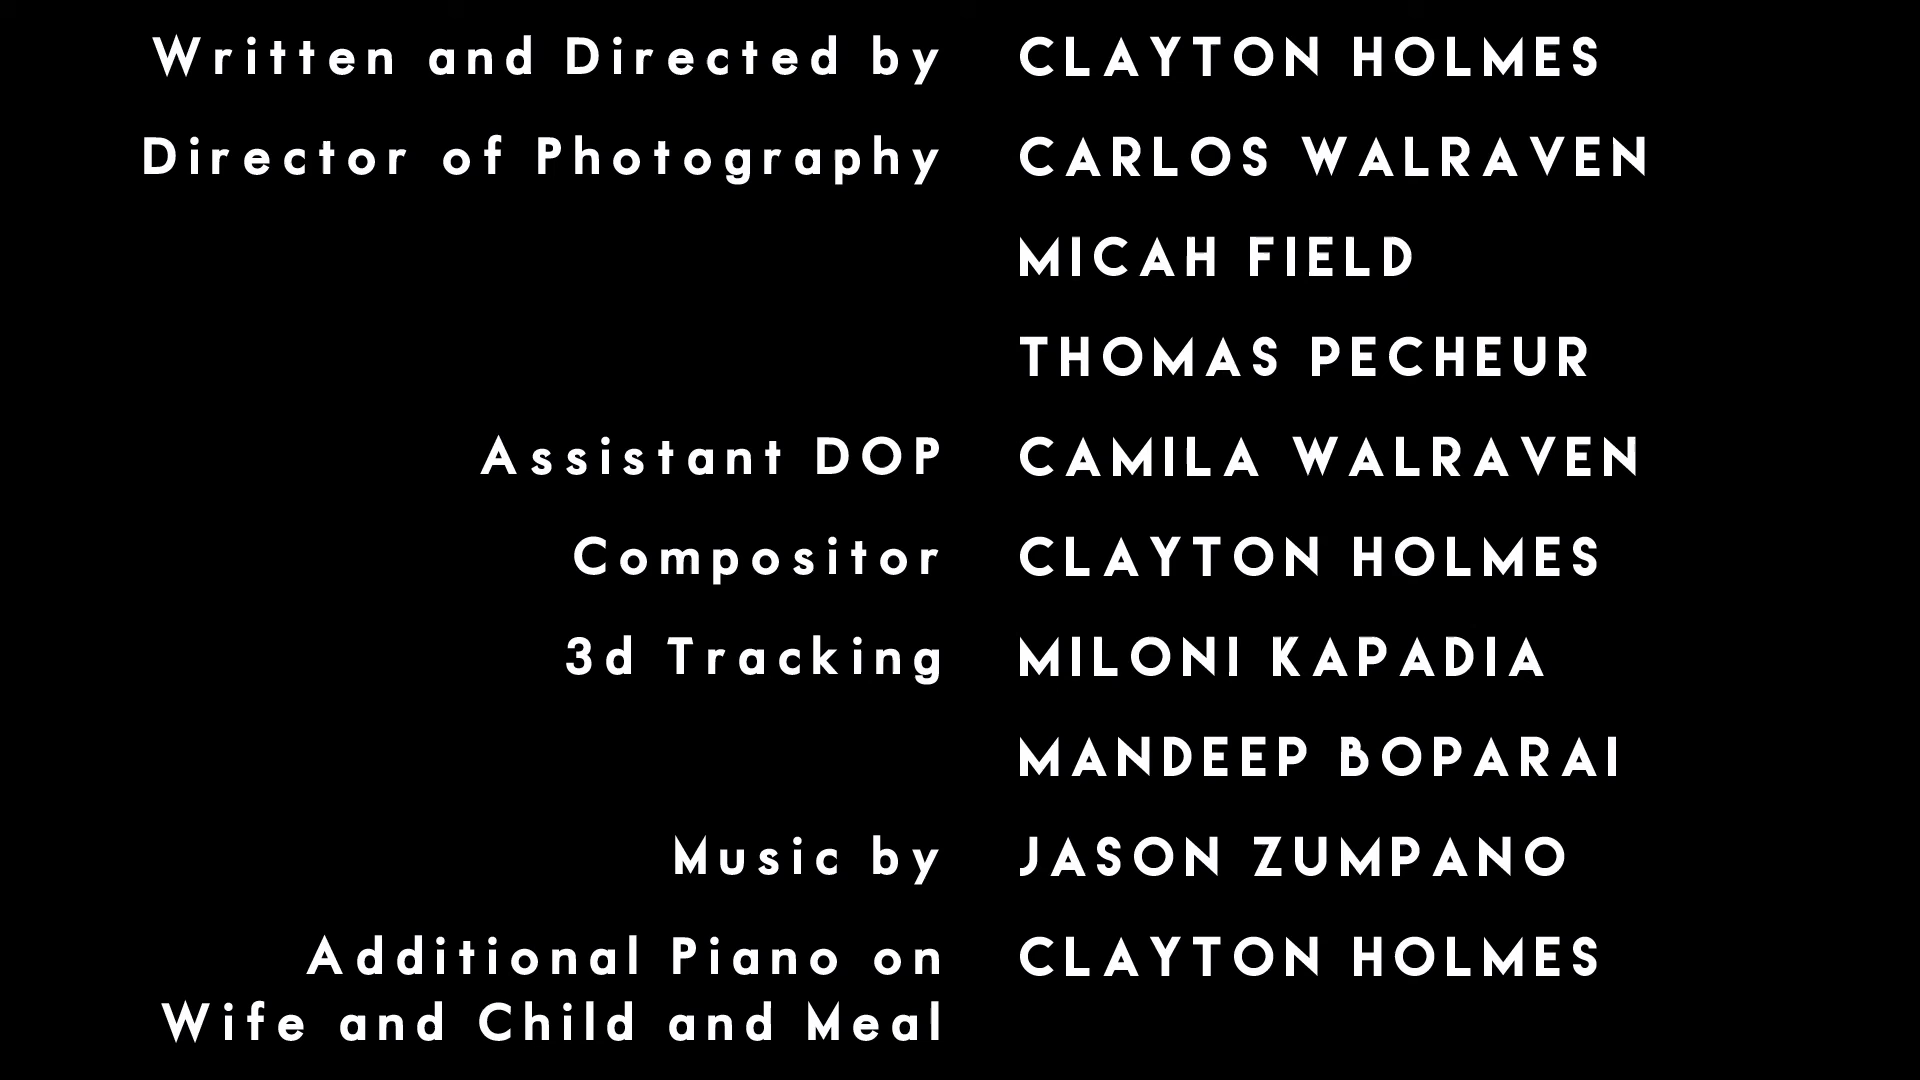 Written and Directed by CLAYTON HOLMES
Director of Photography CARLOS WALRAVEN
MICAH FIELD
THOMAS PECHEUR
Assistant DOP CAMILA WALRAVEN
Compositor CLAYTON HOLMES
3d Tracking MILONI KAPADIA
MANDEEP BOPARAI
Music by JASON ZUMPANO
Additional Piano on CLAYTON HOLMES
Wife and Child and Meal